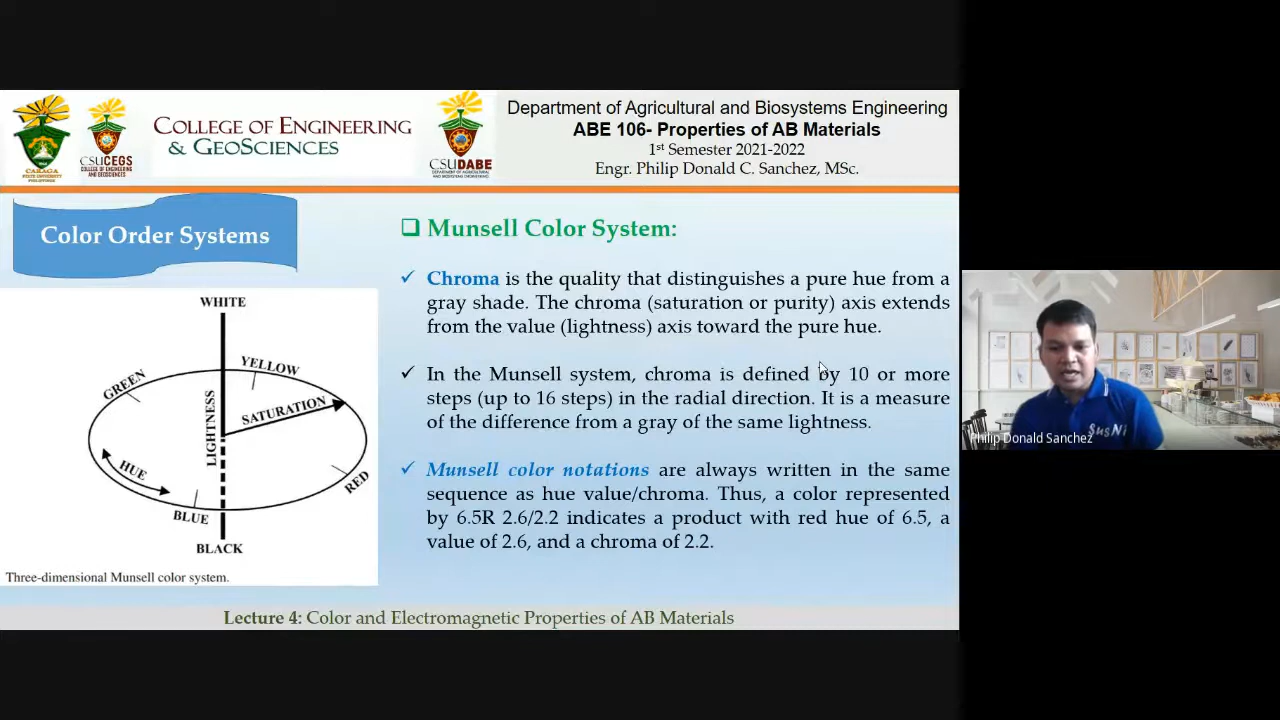 COLLEGE OF ENGINEERING
& GEOSCIENCES
CARAGA
CSUCEGS
COLLEGE OF ENGINEERING
AND GEOSCIENCES
CSUDABE
Department of Agricultural and Biosystems Engineering
ABE 106- Properties of AB Materials
1st Semester 2021-2022
Engr. Philip Donald C. Sanchez, MSc.
Color Order Systems
WHITE
YELLOW
GREEN
SATURATION
LIGHTNESS
HUE
RED
BLUE
BLACK
Three-dimensional Munsell color system.
❑ Munsell Color System:
✓ Chroma is the quality that distinguishes a pure hue from a
gray shade. The chroma (saturation or purity) axis extends
from the value (lightness) axis toward the pure hue.
✓ In the Munsell system, chroma is defined by 10 or more
steps (up to 16 steps) in the radial direction. It is a measure
of the difference from a gray of the same lightness.
✓ Munsell color notations are always written in the same
sequence as hue value/chroma. Thus, a color represented
by 6.5R 2.6/2.2 indicates a product with red hue of 6.5, a
value of 2.6, and a chroma of 2.2.
Lecture 4: Color and Electromagnetic Properties of AB Materials
SusNi
Philip Donald Sanchez